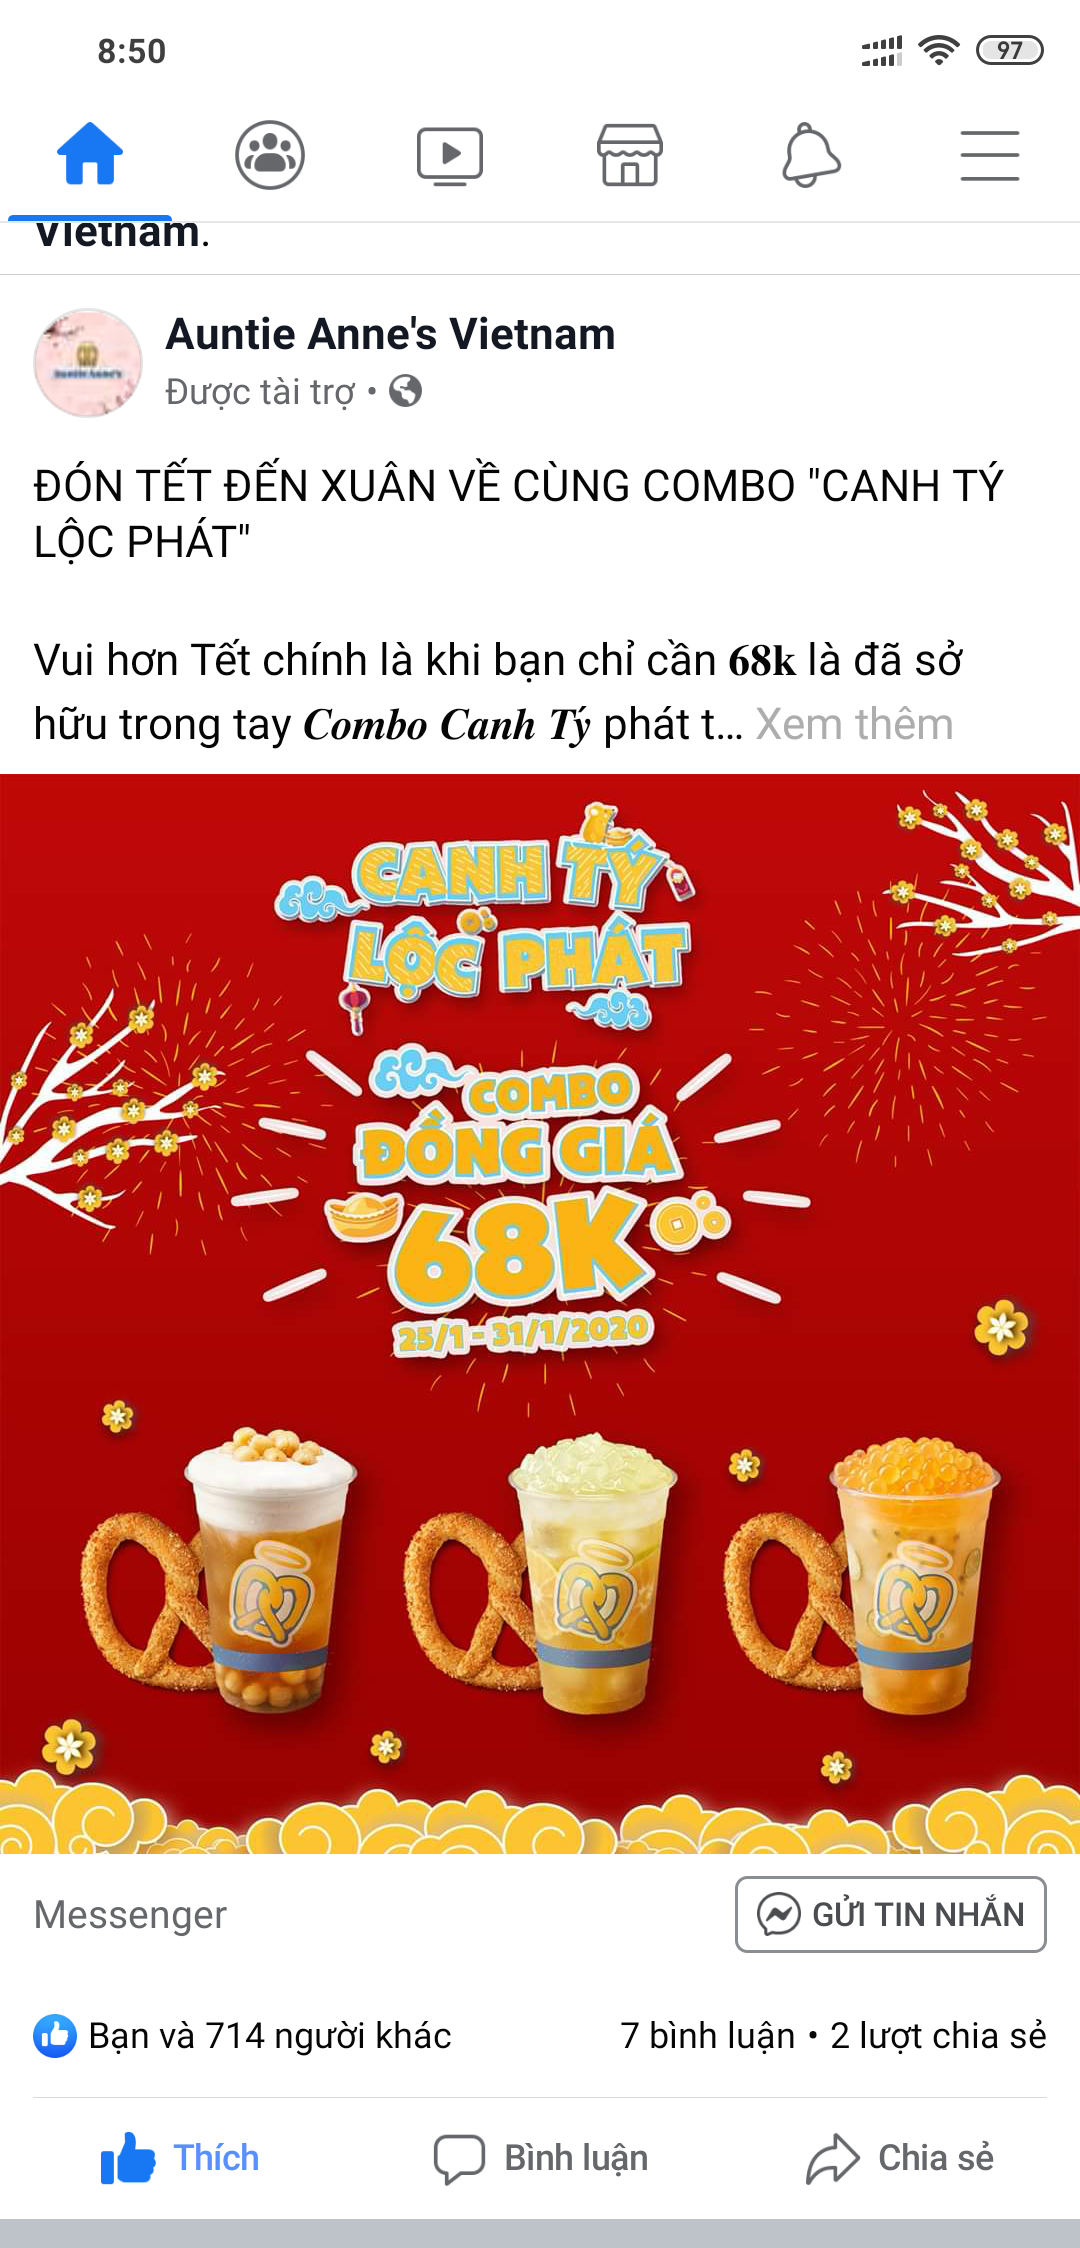 8:50
97
Vietnam.
Auntie Anne's Vietnam
Được tài trợ •
ĐÓN TẾT ĐẾN XUÂN VỀ CÙNG COMBO "CANH TÝ
LỘC PHÁT"
Vui hơn Tết chính là khi bạn chỉ cần 68k là đã sở
hữu trong tay Combo Canh Tý phát t... Xem thêm
CANH TÝ
LỘC PHÁT
COMBO
ĐỒNG GIÁ
68K
25/1 - 31/1/2020
Messenger
GỬI TIN NHẮN
Bạn và 714 người khác
7 bình luận • 2 lượt chia sẻ
Thích
Bình luận
Chia sẻ